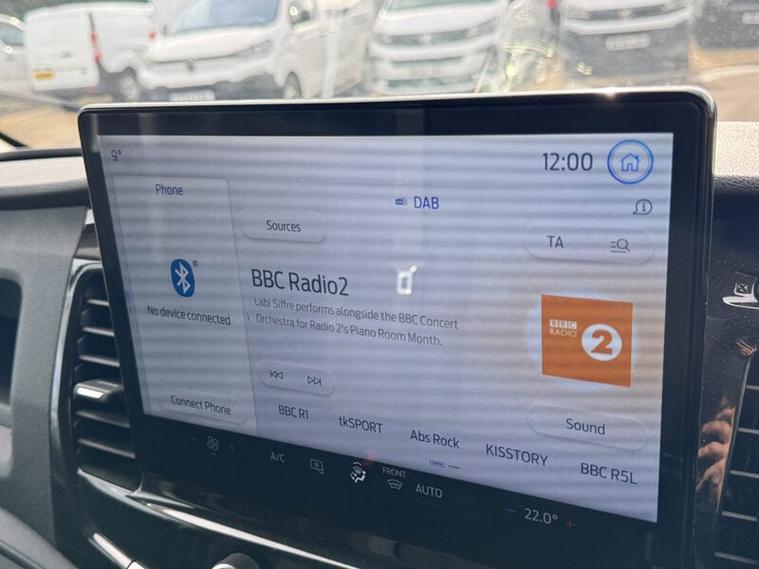 9°
12:00
Phone
DAB
Sources
TA
BBC Radio2
Labi Siffre performs alongside the BBC Concert
Orchestra for Radio 2's Piano Room Month.
No device connected
BBC
RADIO
2
Connect Phone
Sound
BBC R1
tkSPORT
Abs Rock
KISSTORY
BBC R5L
A/C
FRONT
AUTO
22.0°